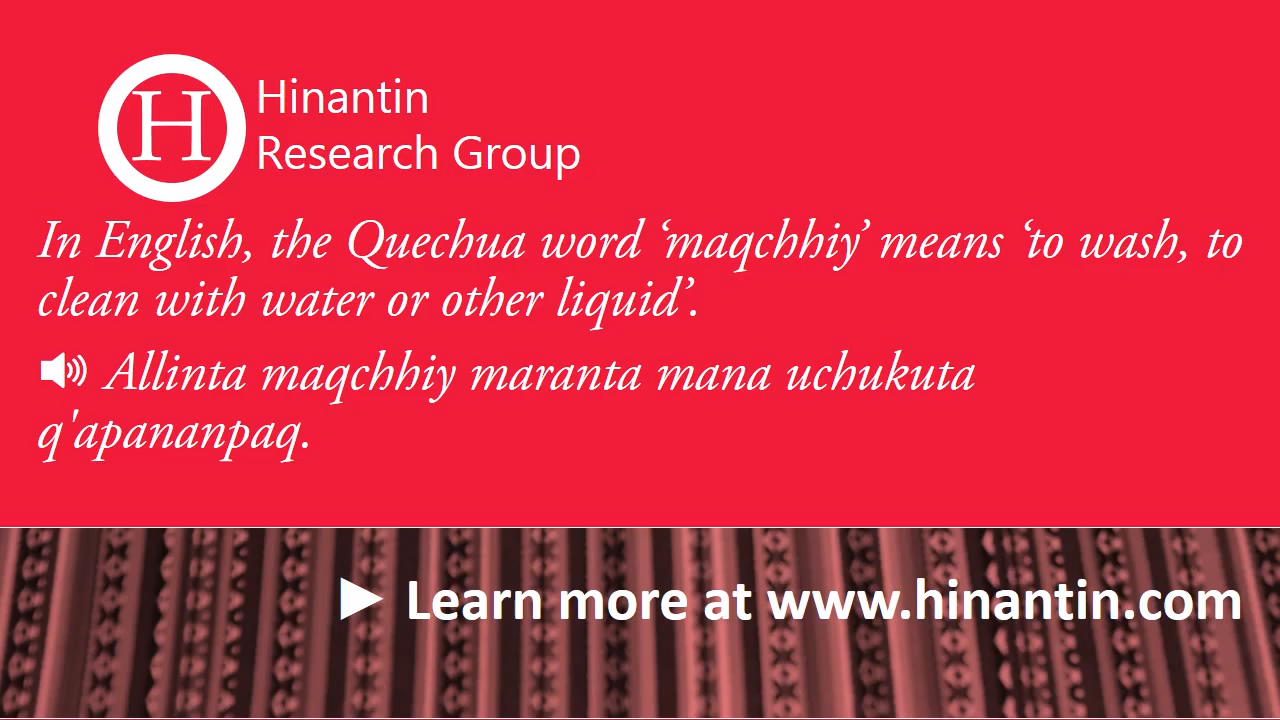 H
Hinantin
Research Group
In English, the Quechua word ‘maqchhiy’ means ‘to wash, to
clean with water or other liquid’.
Allinta maqchhiy maranta mana uchukuta
q'apananpaq.
Learn more at www.hinantin.com